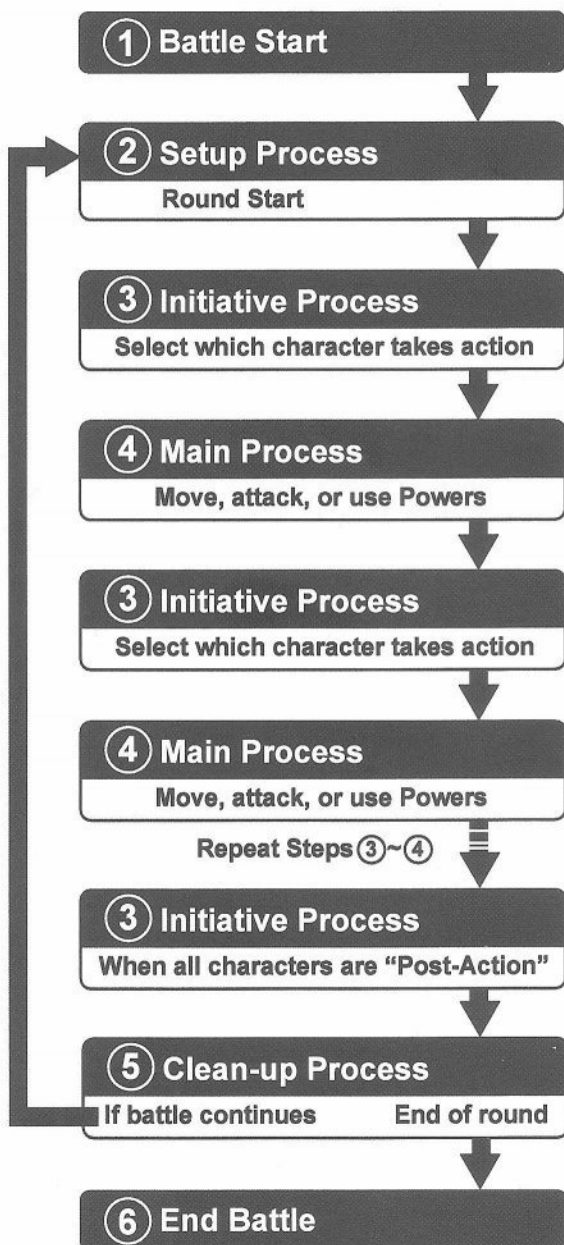 ① Battle Start
② Setup Process
Round Start
③ Initiative Process
Select which character takes action
④ Main Process
Move, attack, or use Powers
③ Initiative Process
Select which character takes action
④ Main Process
Move, attack, or use Powers
Repeat Steps ③~④
③ Initiative Process
When all characters are “Post-Action”
⑤ Clean-up Process
If battle continues End of round
⑥ End Battle